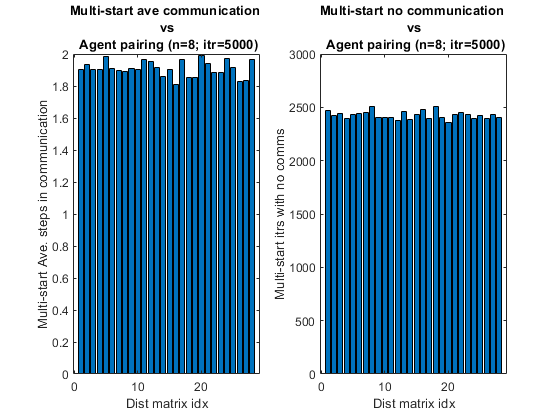 Multi-start ave communication
vs
Agent pairing (n=8; itr=5000)
Multi-start Ave. steps in communication
2
1.8
1.6
1.4
1.2
1
0.8
0.6
0.4
0.2
0
0
10
20
Dist matrix idx
Multi-start no communication
vs
Agent pairing (n=8; itr=5000)
Multi-start itrs with no comms
3000
2500
2000
1500
1000
500
0
0
10
20
Dist matrix idx